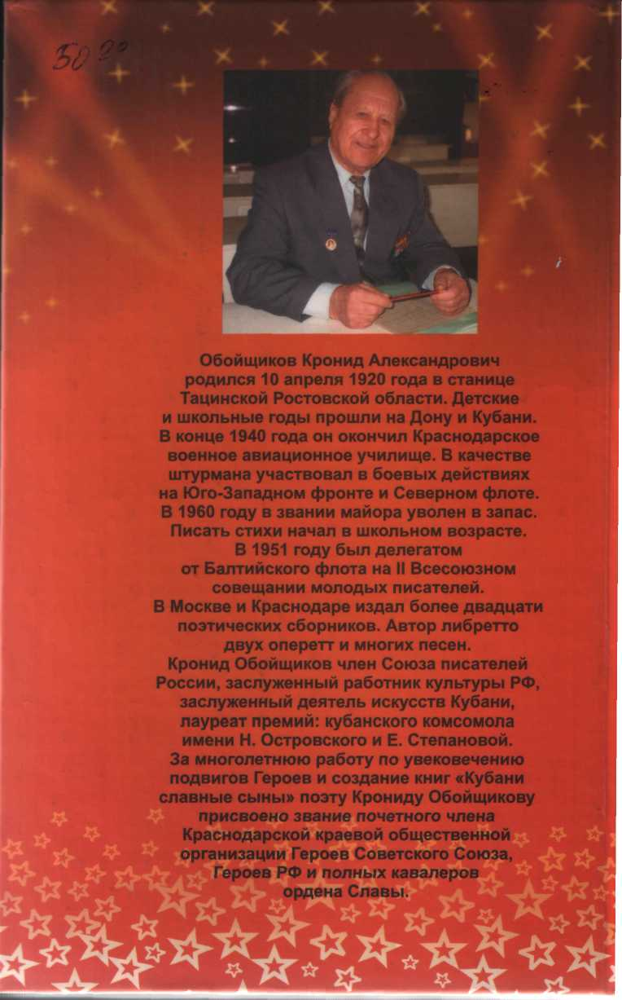 50 00
Обойщиков Кронид Александрович
родился 10 апреля 1920 года в станице
Тацинской Ростовской области. Детские
и школьные годы прошли на Дону и Кубани.
В конце 1940 года он окончил Краснодарское
военное авиационное училище. В качестве
штурмана участвовал в боевых действиях
на Юго-Западном фронте и Северном флоте.
В 1960 году в звании майора уволен в запас.
Писать стихи начал в школьном возрасте.
В 1951 году был делегатом
от Балтийского флота на II Всесоюзном
совещании молодых писателей.
В Москве и Краснодаре издал более двадцати
поэтических сборников. Автор либретто
двух оперетт и многих песен.
Кронид Обойщиков член Союза писателей
России, заслуженный работник культуры РФ,
заслуженный деятель искусств Кубани,
лауреат премий: кубанского комсомола
имени Н. Островского и Е. Степановой.
За многолетнюю работу по увековечению
подвигов Героев и создание книг «Кубани
славные сыны» поэту Крониду Обойщикову
присвоено звание почетного члена
Краснодарской краевой общественной
организации Героев Советского Союза,
Героев РФ и полных кавалеров
ордена Славы.